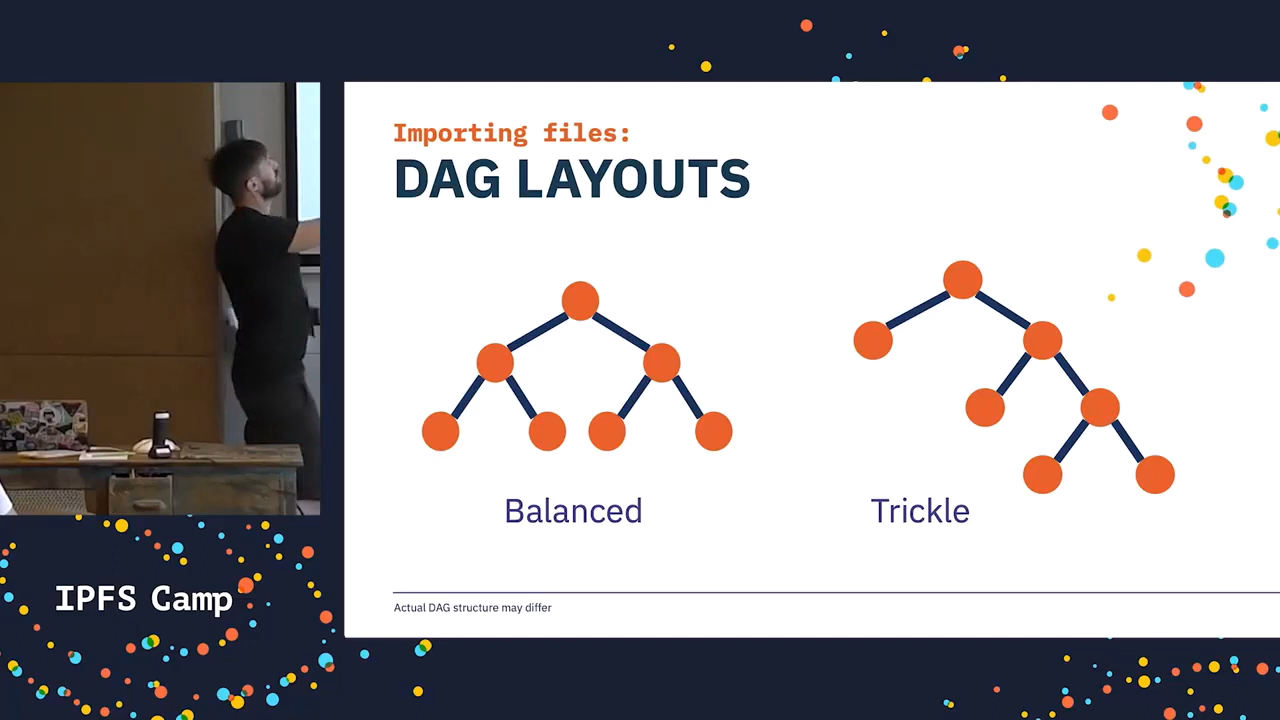 Importing files:
DAG LAYOUTS
Balanced
Trickle
Actual DAG structure may differ
IPFS Camp